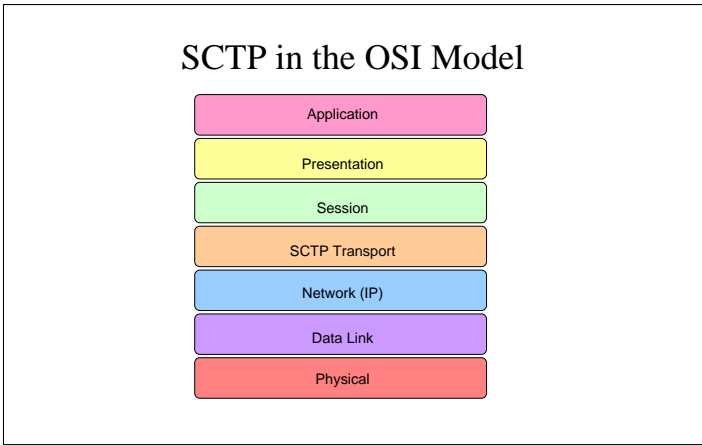 SCTP in the OSI Model
Application
Presentation
Session
SCTP Transport
Network (IP)
Data Link
Physical